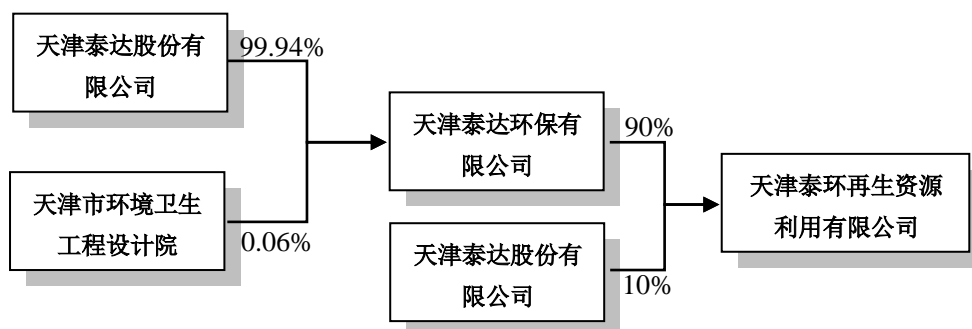 天津泰达股份有
限公司
99.94%
天津市环境卫生
工程设计院
0.06%
天津泰达环保有
限公司
90%
天津泰达股份有
限公司
10%
天津泰环再生资源
利用有限公司